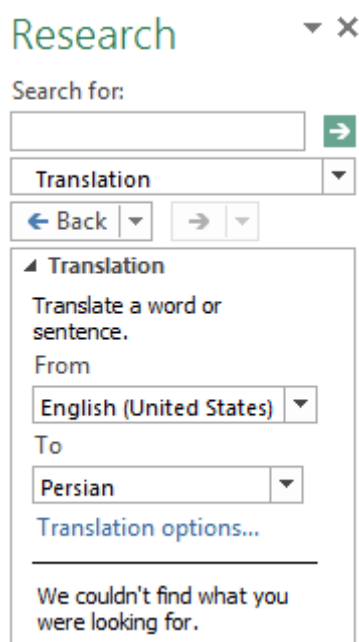 Research
Search for:
Translation
Back
Translation
Translate a word or
sentence.
From
English (United States)
To
Persian
Translation options...
We couldn't find what you
were looking for.